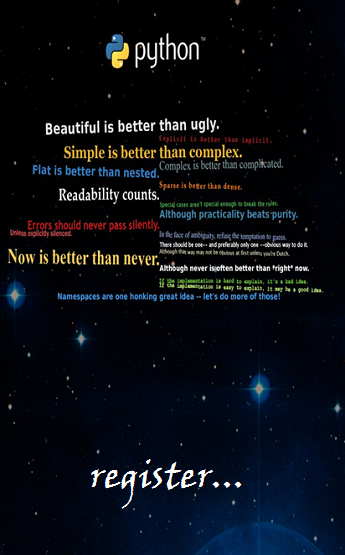 python™
Beautiful is better than ugly.
Explicit is better than implicit.
Simple is better than complex.
Complex is better than complicated.
Flat is better than nested.
Sparse is better than dense.
Readability counts.
Special cases aren't special enough to break the rules.
Although practicality beats purity.
Errors should never pass silently.
Unless explicitly silenced.
In the face of ambiguity, refuse the temptation to guess.
There should be one-- and preferably only one --obvious way to do it.
Although that way may not be obvious at first unless you're Dutch.
Now is better than never.
Although never is often better than *right* now.
If the implementation is hard to explain, it's a bad idea.
If the implementation is easy to explain, it may be a good idea.
Namespaces are one honking great idea -- let's do more of those!
register...